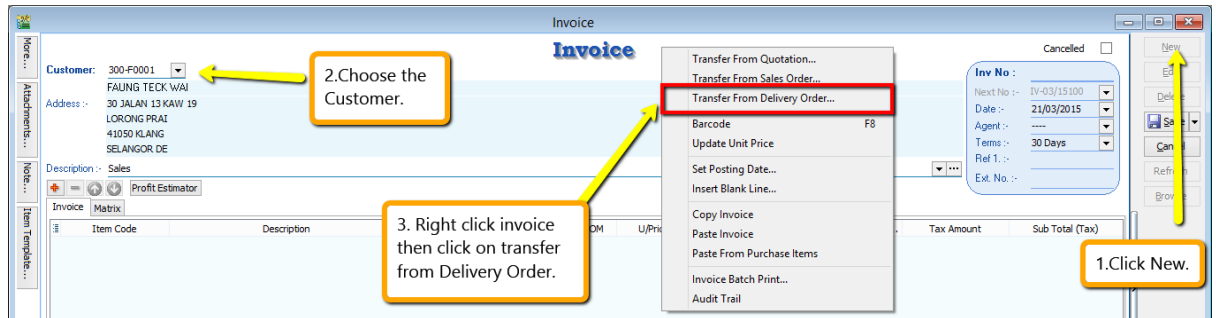 Invoice
More...
Attachments...
Note...
Item Template...
Invoice
Cancelled
Customer: 300-F0001
FAUNG TECK WAI
Address :- 30 JALAN 13 KAW 19
LORONG PRAI
41050 KLANG
SELANGOR DE
Description :- Sales
Profit Estimator
Invoice Matrix
Item Code Description U/Pric Tax Amount Sub Total (Tax)
2.Choose the
Customer.
3. Right click invoice
then click on transfer
from Delivery Order.
Transfer From Quotation...
Transfer From Sales Order...
Transfer From Delivery Order...
Barcode F8
Update Unit Price
Set Posting Date...
Insert Blank Line...
Copy Invoice
Paste Invoice
Paste From Purchase Items
Invoice Batch Print...
Audit Trail
Inv No :
Next No :- IV-03/15100
Date :- 21/03/2015
Agent :- ----
Terms :- 30 Days
Ref 1. :-
Ext. No. :-
New
Edit
Delete
Save
Cancel
Refresh
Browse
1.Click New.